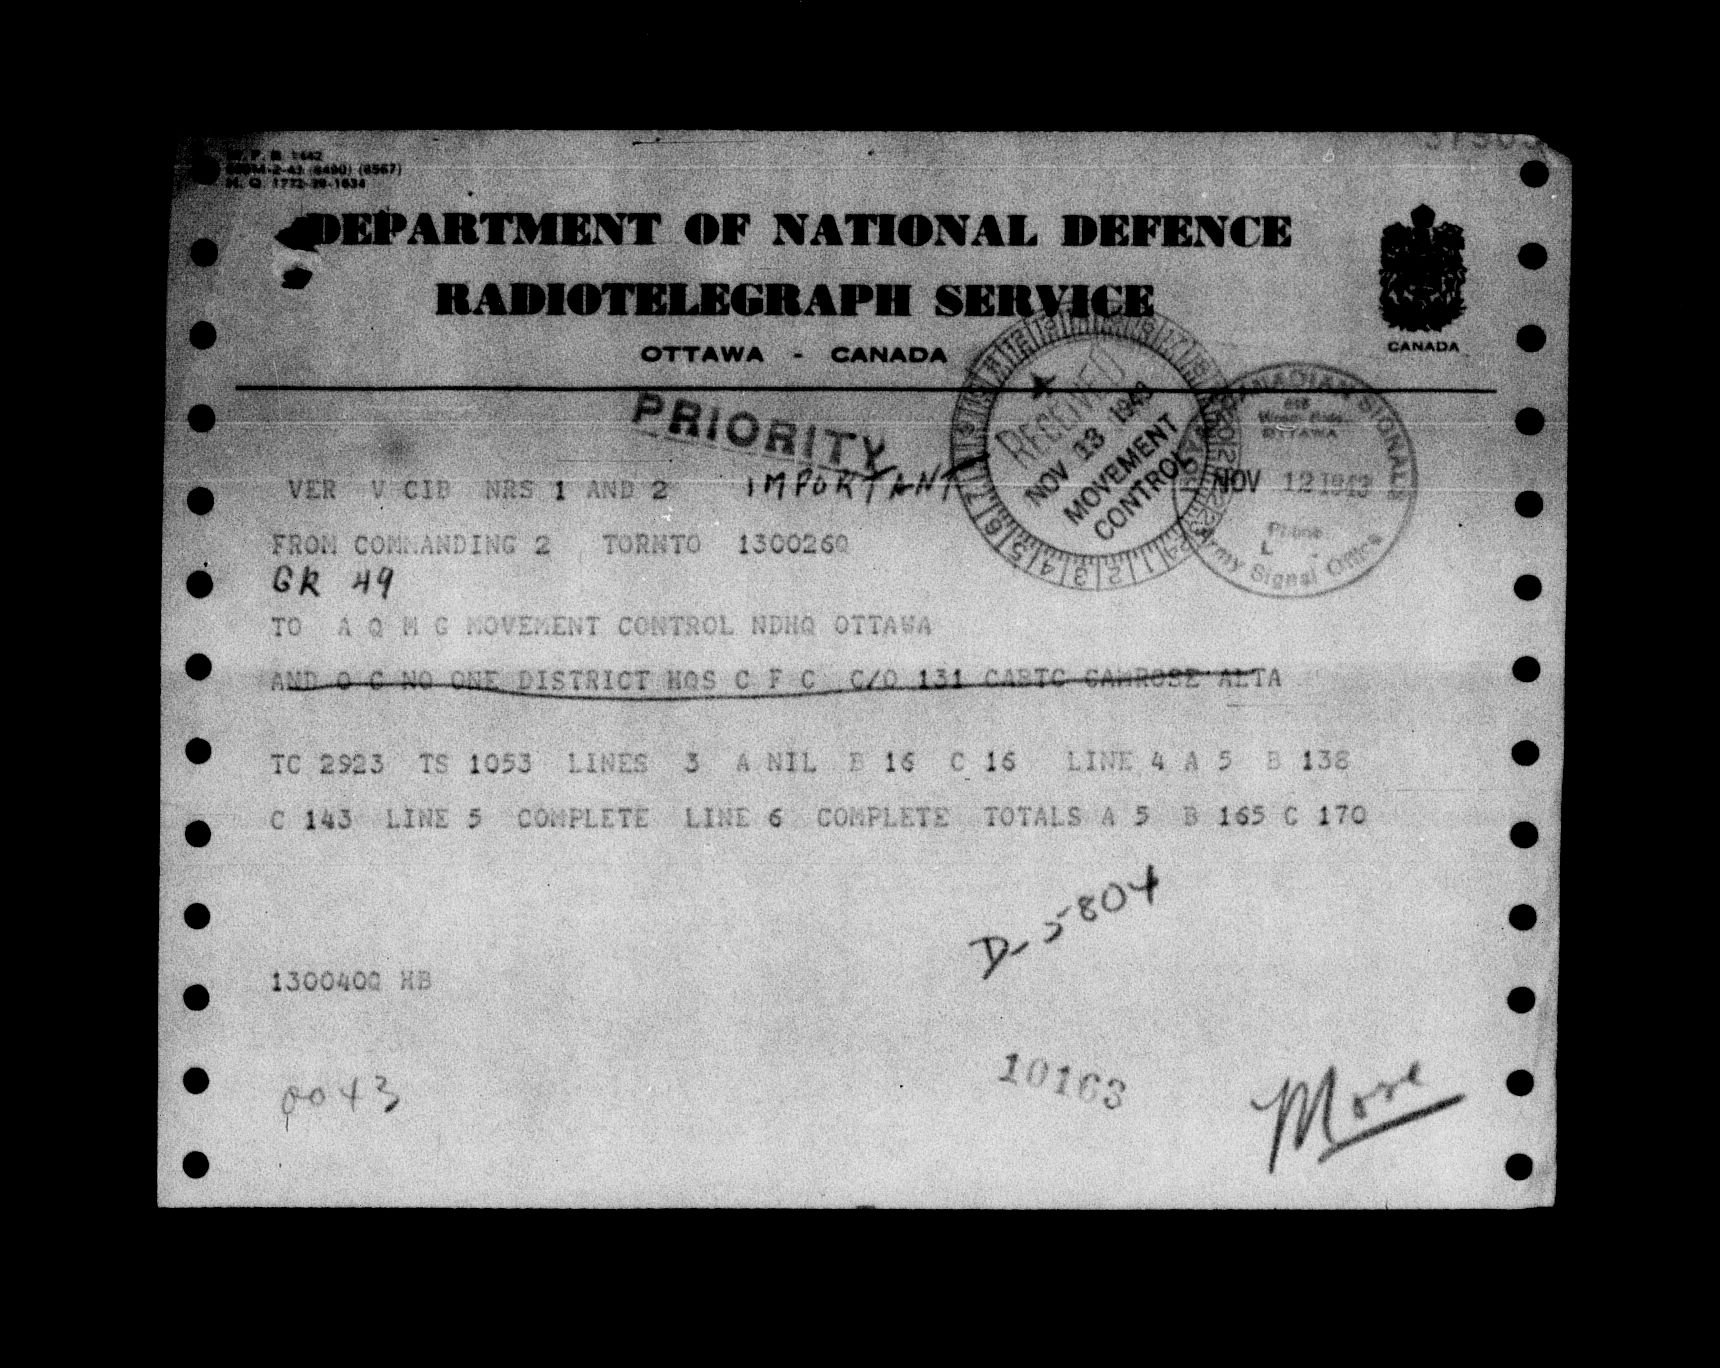 DEPARTMENT OF NATIONAL DEFENCE
RADIOTELEGRAPH SERVICE
OTTAWA - CANADA
CANADA
PRIORITY
RECEIVED
NOV 13 1943
MOVEMENT
CONTROL
CANADIAN SIGNALS
OTTAWA
NOV 12 1943
Phone
Army Signal Office
VER V CIB NRS 1 AND 2 IMPORTANT
FROM COMMANDING 2 TORNTO 130026Q
GR 49
TO A Q M G MOVEMENT CONTROL NDHQ OTTAWA
AND O C NO ONE DISTRICT HQS C F C C/O 131 CABTC CAMROSE ALTA
TC 2923 TS 1053 LINES 3 A NIL B 16 C 16 LINE 4 A 5 B 138
C 143 LINE 5 COMPLETE LINE 6 COMPLETE TOTALS A 5 B 165 C 170
D-5804
130040Q HB
10163
0043